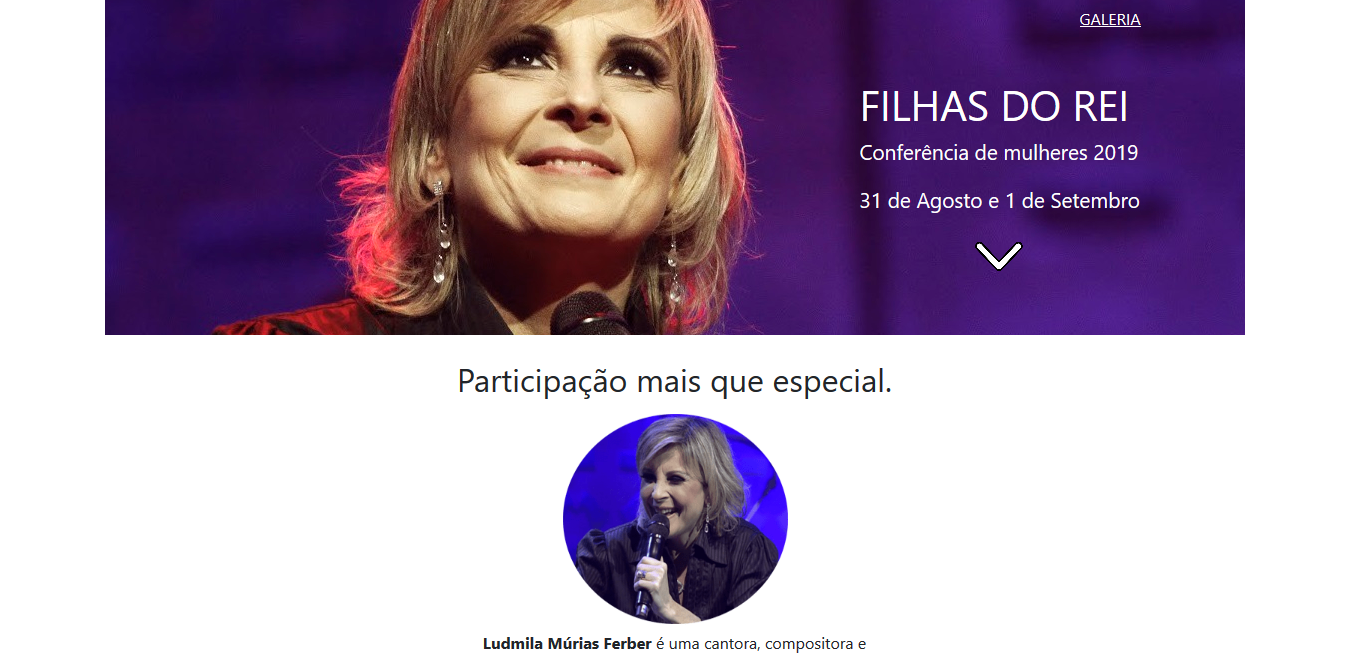 GALERIA
FILHAS DO REI
Conferência de mulheres 2019
31 de Agosto e 1 de Setembro
Participação mais que especial.
Ludmila Múrias Ferber é uma cantora, compositora e